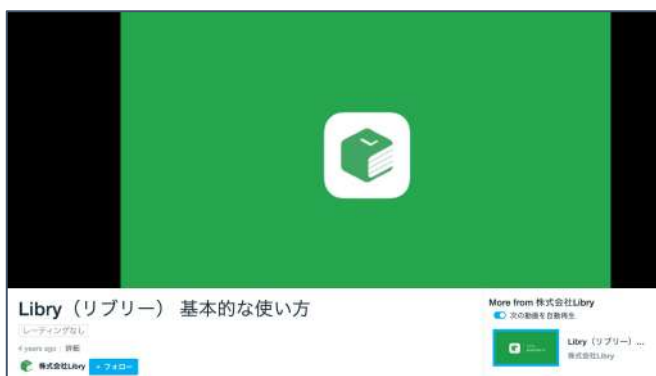 Libry（リブリー） 基本的な使い方
レーティングなし
4 years ago | 詳細
株式会社Libry
+ フォロー
More from 株式会社Libry
次の動画を自動再生
Libry（リブリー）...
株式会社Libry